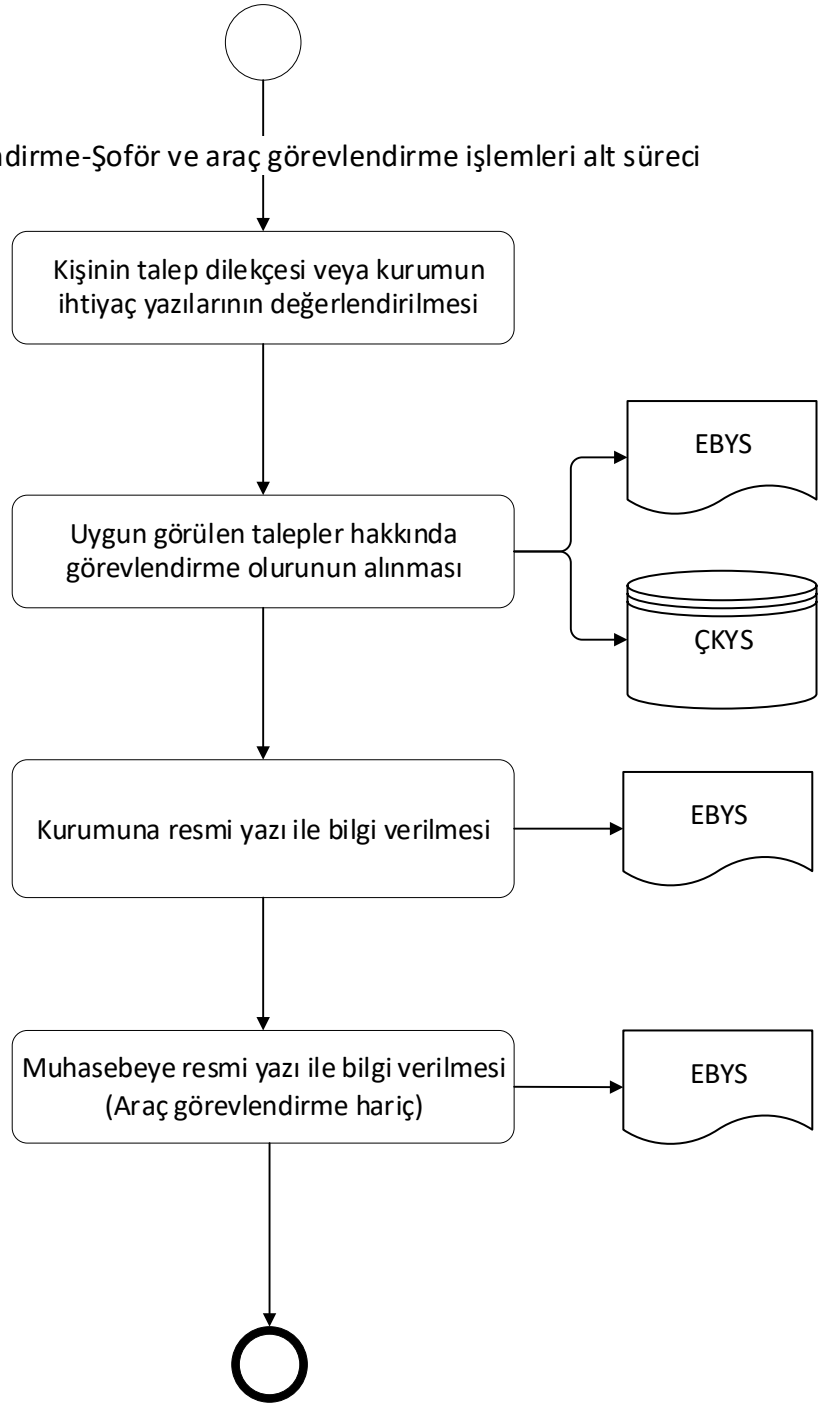 dirme-Şoför ve araç görevlendirme işlemleri alt süreci
Kişinin talep dilekçesi veya kurumun
ihtiyaç yazılarının değerlendirilmesi
EBYS
Uygun görülen talepler hakkında
görevlendirme olurunun alınması
ÇKYS
Kurumuna resmi yazı ile bilgi verilmesi
EBYS
Muhasebeye resmi yazı ile bilgi verilmesi
(Araç görevlendirme hariç)
EBYS